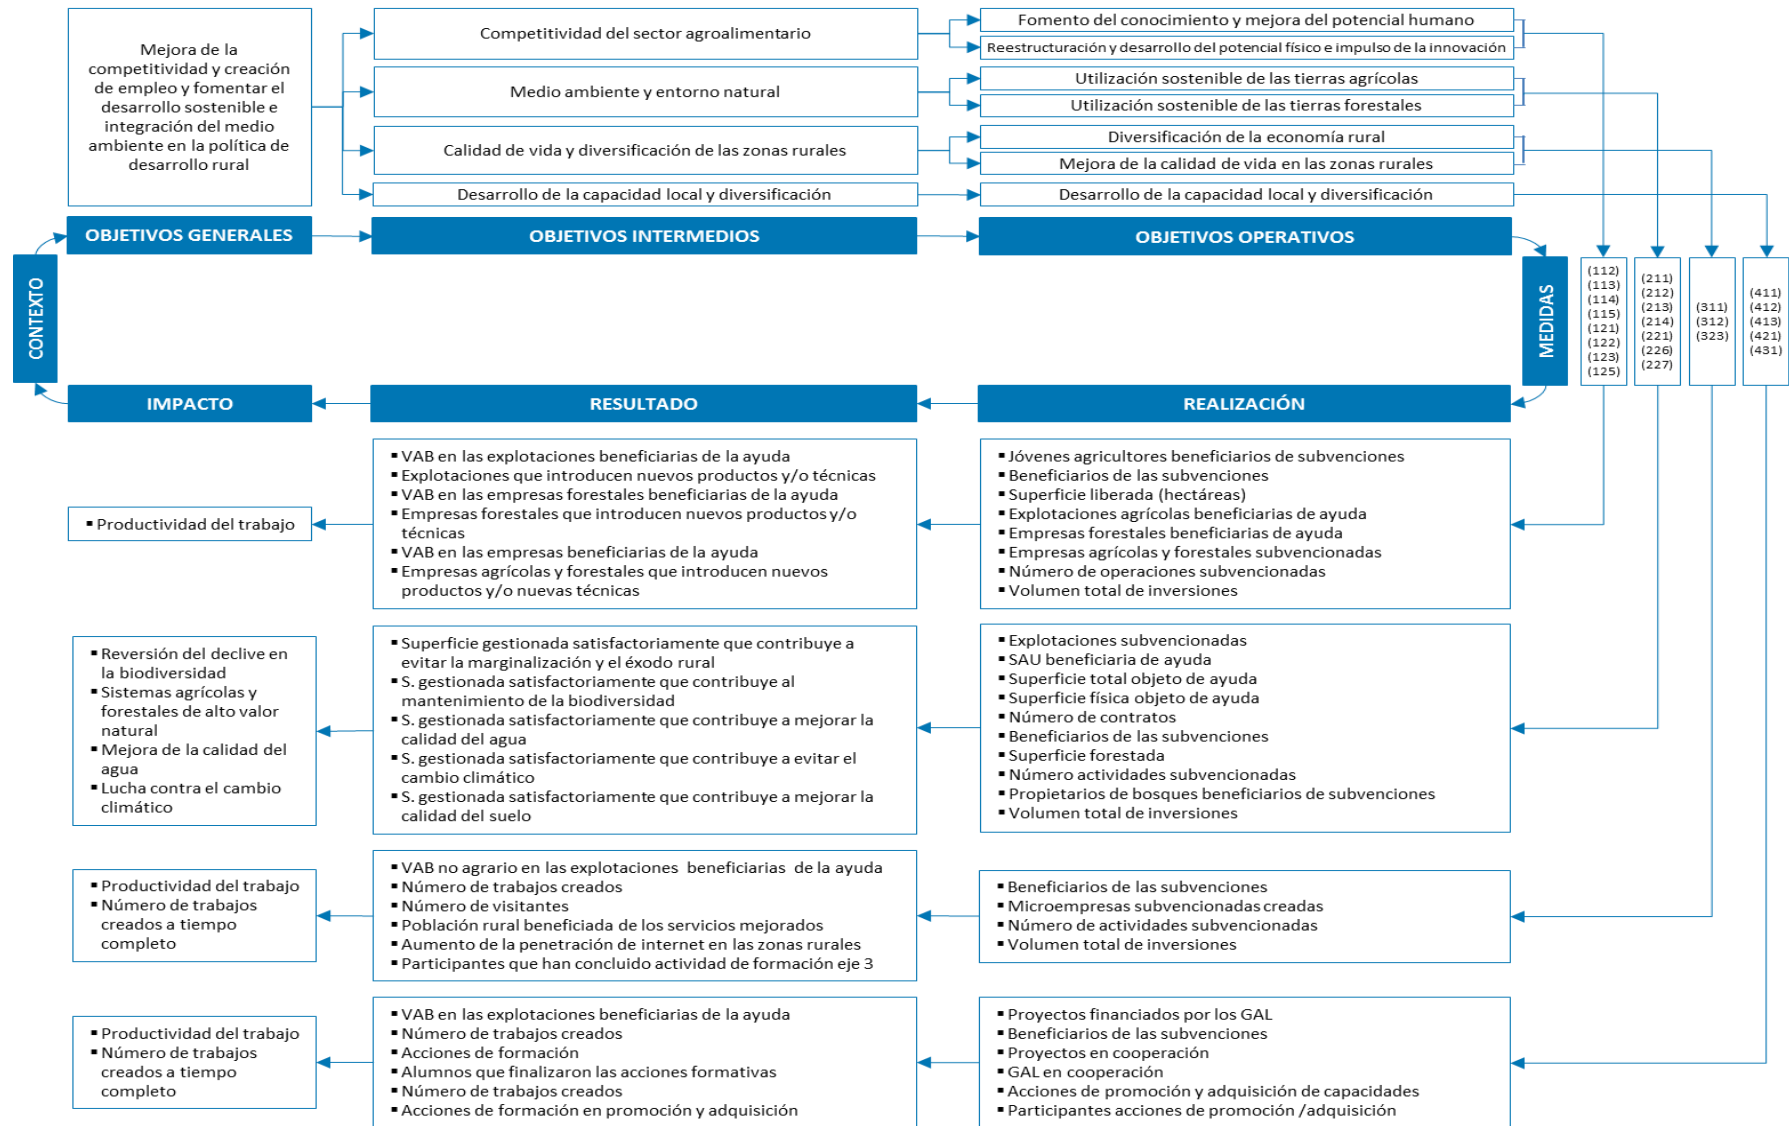 Mejora de la
competitividad y creación
de empleo y fomentar el
desarrollo sostenible e
integración del medio
ambiente en la política de
desarrollo rural
Competitividad del sector agroalimentario
Medio ambiente y entorno natural
Calidad de vida y diversificación de las zonas rurales
Desarrollo de la capacidad local y diversificación
Fomento del conocimiento y mejora del potencial humano
Reestructuración y desarrollo del potencial físico e impulso de la innovación
Utilización sostenible de las tierras agrícolas
Utilización sostenible de las tierras forestales
Diversificación de la economía rural
Mejora de la calidad de vida en las zonas rurales
Desarrollo de la capacidad local y diversificación
OBJETIVOS GENERALES
OBJETIVOS INTERMEDIOS
OBJETIVOS OPERATIVOS
CONTEXTO
MEDIDAS
(112)
(113)
(114)
(115)
(121)
(122)
(123)
(125)
(211)
(212)
(213)
(214)
(221)
(226)
(227)
(311)
(312)
(323)
(411)
(412)
(413)
(421)
(431)
IMPACTO
RESULTADO
REALIZACIÓN
▪ Productividad del trabajo
▪ VAB en las explotaciones beneficiarias de la ayuda
▪ Explotaciones que introducen nuevos productos y/o técnicas
▪ VAB en las empresas forestales beneficiarias de la ayuda
▪ Empresas forestales que introducen nuevos productos y/o
técnicas
▪ VAB en las empresas beneficiarias de la ayuda
▪ Empresas agrícolas y forestales que introducen nuevos
productos y/o nuevas técnicas
▪ Jóvenes agricultores beneficiarios de subvenciones
▪ Beneficiarios de las subvenciones
▪ Superficie liberada (hectáreas)
▪ Explotaciones agrícolas beneficiarias de ayuda
▪ Empresas forestales beneficiarias de ayuda
▪ Empresas agrícolas y forestales subvencionadas
▪ Número de operaciones subvencionadas
▪ Volumen total de inversiones
▪ Reversión del declive en
la biodiversidad
▪ Sistemas agrícolas y
forestales de alto valor
natural
▪ Mejora de la calidad del
agua
▪ Lucha contra el cambio
climático
▪ Superficie gestionada satisfactoriamente que contribuye a
evitar la marginalización y el éxodo rural
▪ S. gestionada satisfactoriamente que contribuye al
mantenimiento de la biodiversidad
▪ S. gestionada satisfactoriamente que contribuye a mejorar la
calidad del agua
▪ S. gestionada satisfactoriamente que contribuye a evitar el
cambio climático
▪ S. gestionada satisfactoriamente que contribuye a mejorar la
calidad del suelo
▪ Explotaciones subvencionadas
▪ SAU beneficiaria de ayuda
▪ Superficie total objeto de ayuda
▪ Superficie física objeto de ayuda
▪ Número de contratos
▪ Beneficiarios de las subvenciones
▪ Superficie forestada
▪ Número actividades subvencionadas
▪ Propietarios de bosques beneficiarios de subvenciones
▪ Volumen total de inversiones
▪ Productividad del trabajo
▪ Número de trabajos
creados a tiempo
completo
▪ VAB no agrario en las explotaciones beneficiarias de la ayuda
▪ Número de trabajos creados
▪ Número de visitantes
▪ Población rural beneficiada de los servicios mejorados
▪ Aumento de la penetración de internet en las zonas rurales
▪ Participantes que han concluido actividad de formación eje 3
▪ Beneficiarios de las subvenciones
▪ Microempresas subvencionadas creadas
▪ Número de actividades subvencionadas
▪ Volumen total de inversiones
▪ Productividad del trabajo
▪ Número de trabajos
creados a tiempo
completo
▪ VAB en las explotaciones beneficiarias de la ayuda
▪ Número de trabajos creados
▪ Acciones de formación
▪ Alumnos que finalizaron las acciones formativas
▪ Número de trabajos creados
▪ Acciones de formación en promoción y adquisición
▪ Proyectos financiados por los GAL
▪ Beneficiarios de las subvenciones
▪ Proyectos en cooperación
▪ GAL en cooperación
▪ Acciones de promoción y adquisición de capacidades
▪ Participantes acciones de promoción /adquisición